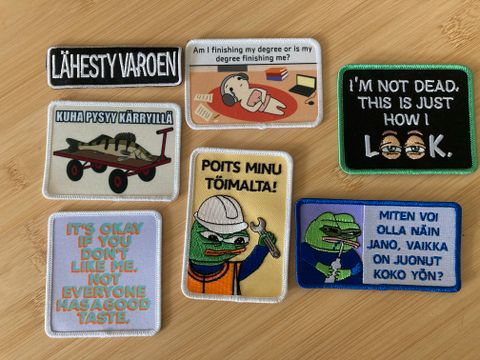 LÄHESTY VAROEN
Am I finishing my degree or is my
degree finishing me?
I'M NOT DEAD.
THIS IS JUST
HOW I
LOOK.
KUHA PYSYY KÄRRYILLÄ
POITS MINU
TÖIMALTA!
MITEN VOI
OLLA NÄIN
JANO, VAIKKA
ON JUONUT
KOKO YÖN?
IT'S OKAY
IF YOU
DON'T
LIKE ME.
NOT
EVERYONE
HAS A GOOD
TASTE.